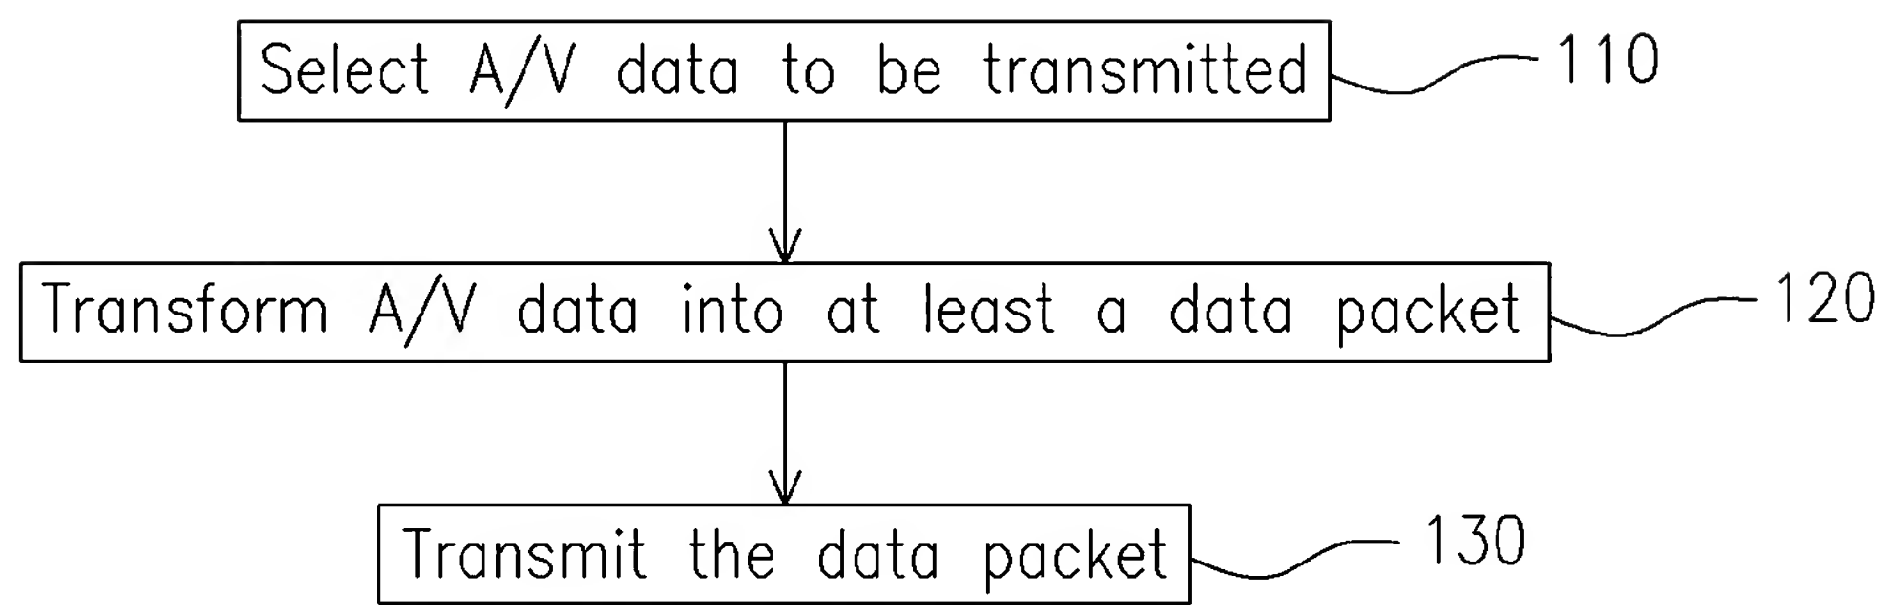 Select A/V data to be transmitted 110
Transform A/V data into at least a data packet 120
Transmit the data packet 130